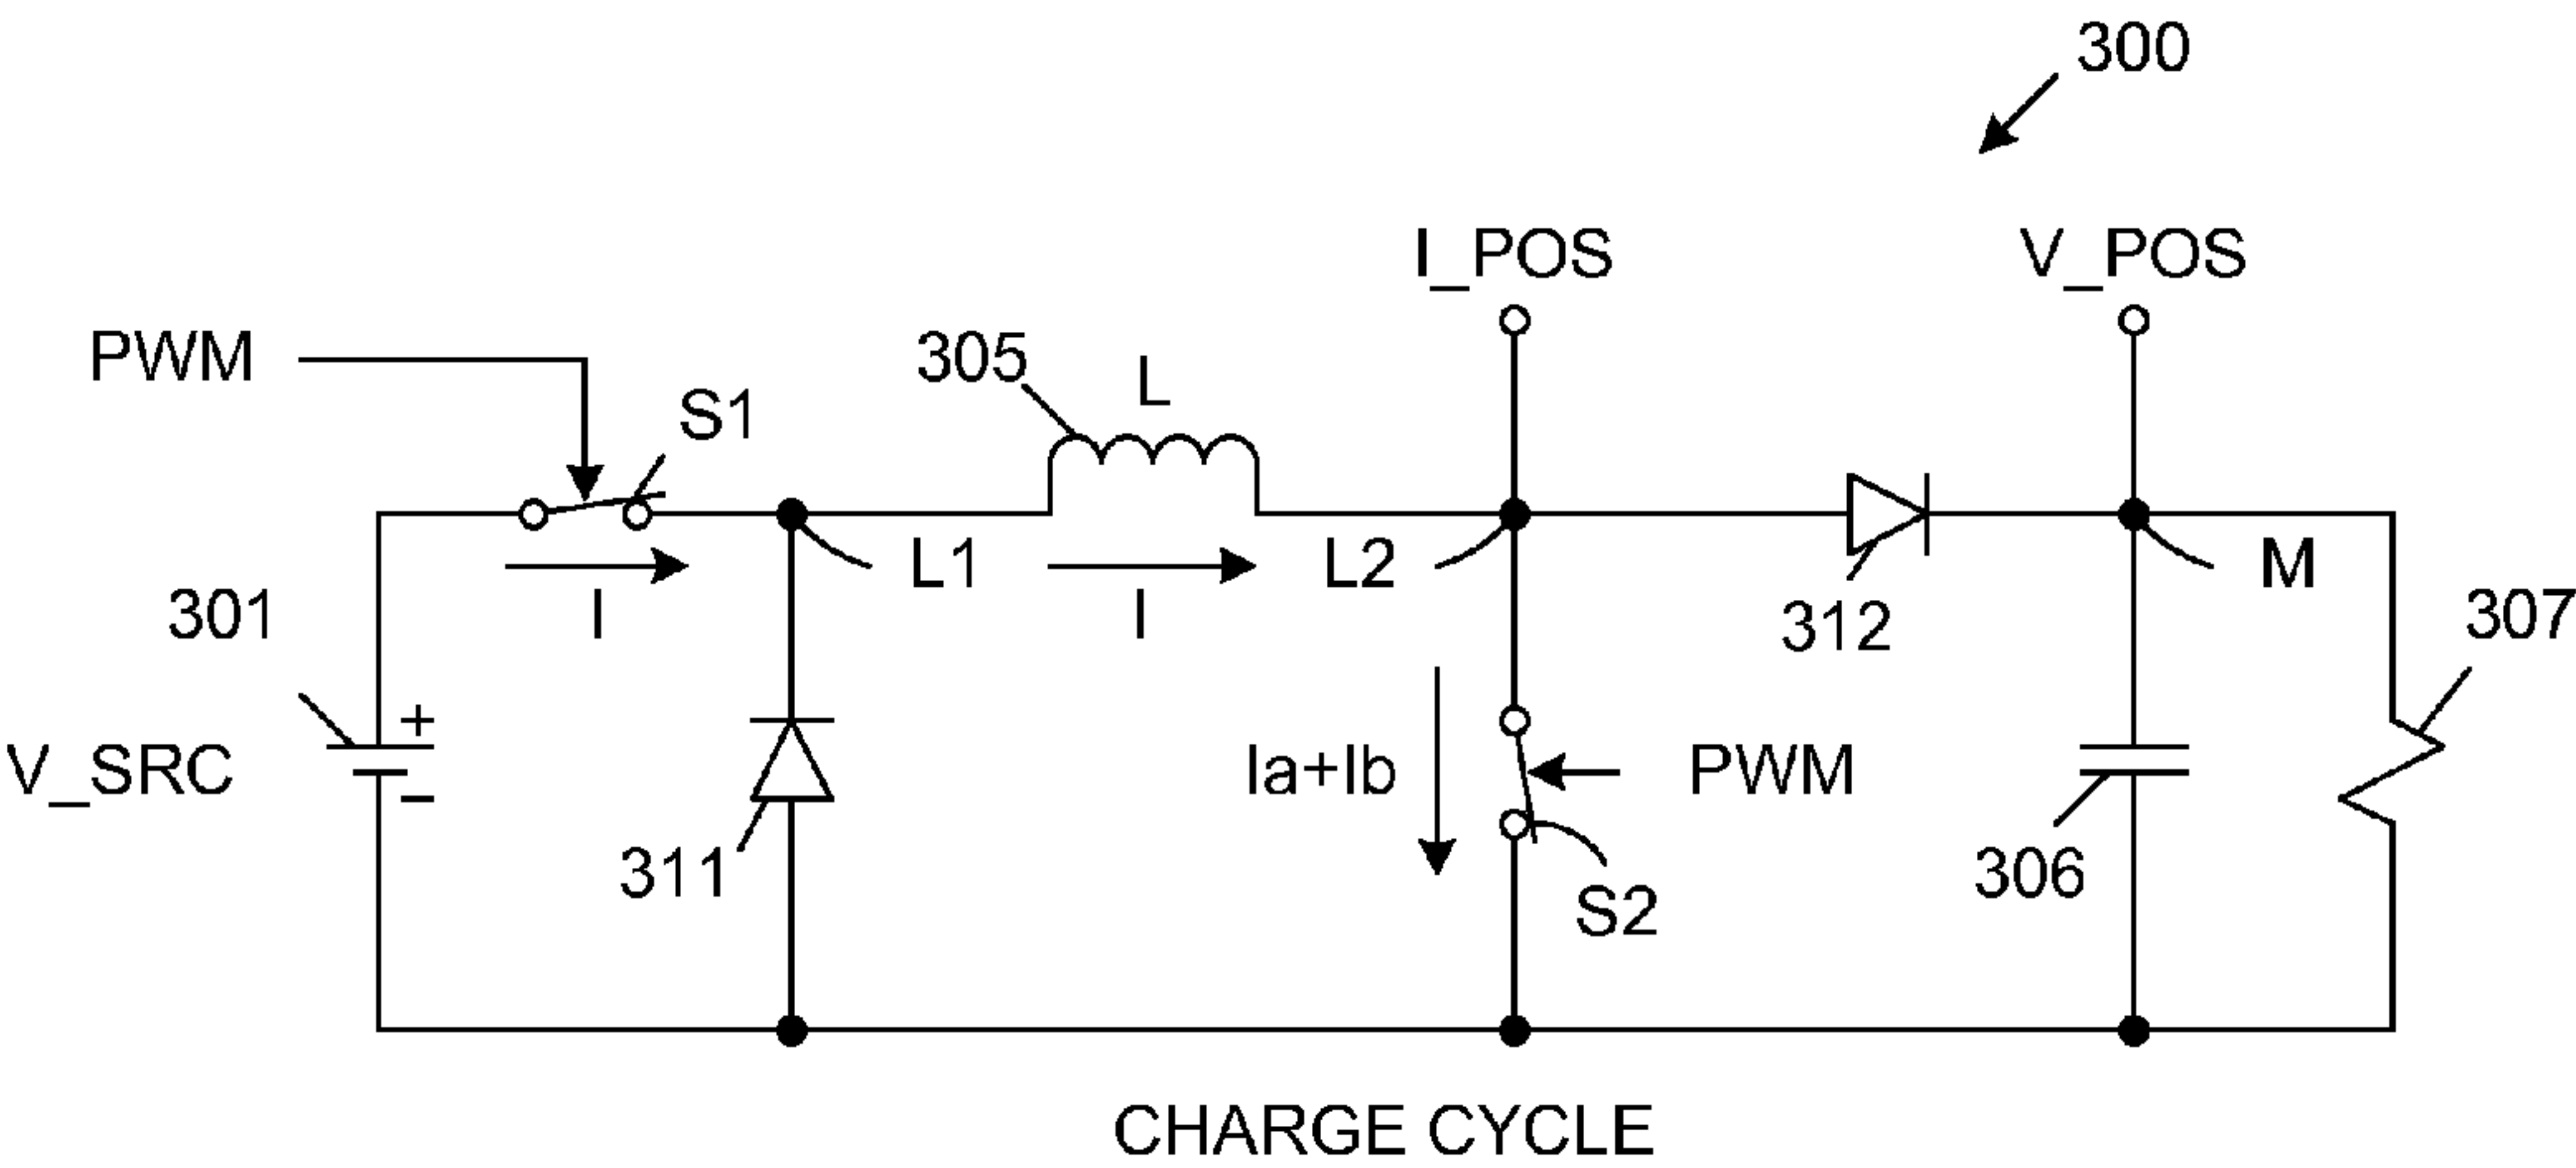 300
I_POS
V_POS
PWM
305
L
S1
L1
L2
M
I
I
301
312
307
V_SRC
+
−
Ia+Ib
PWM
311
306
S2
CHARGE CYCLE